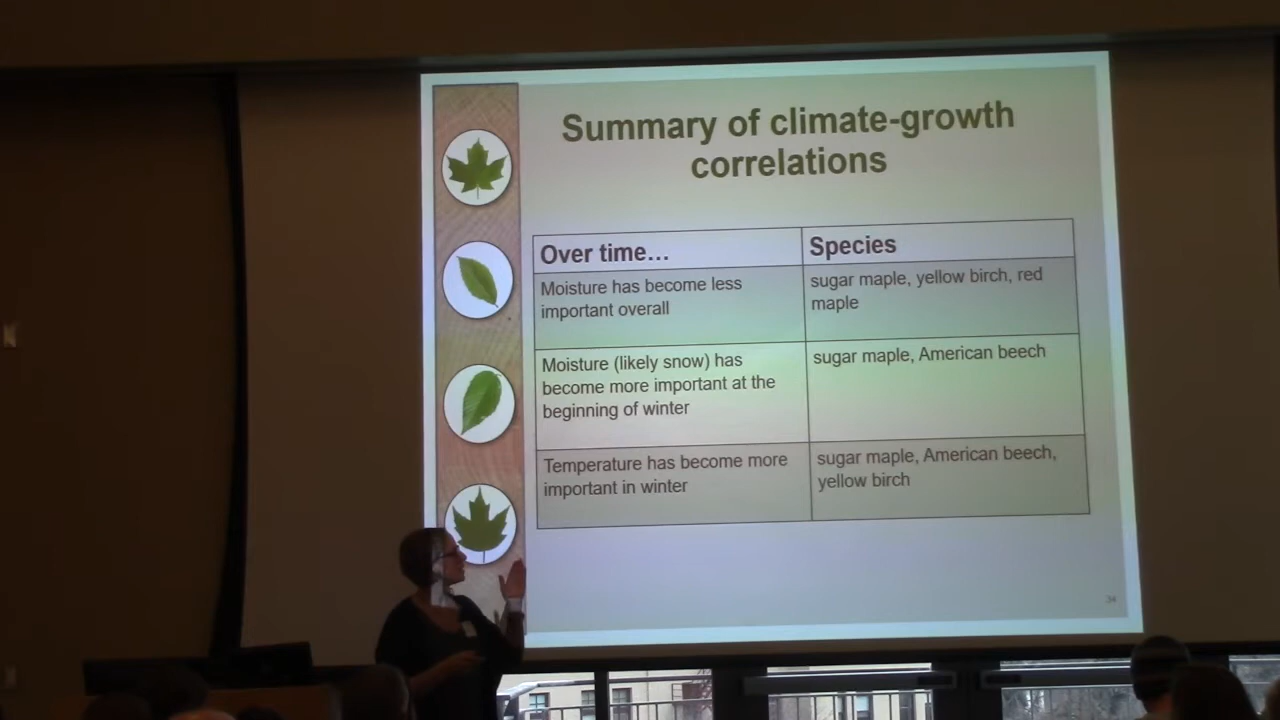 Summary of climate-growth
correlations
Over time…
Species
Moisture has become less
important overall
sugar maple, yellow birch, red
maple
Moisture (likely snow) has
become more important at the
beginning of winter
sugar maple, American beech
Temperature has become more
important in winter
sugar maple, American beech,
yellow birch
34